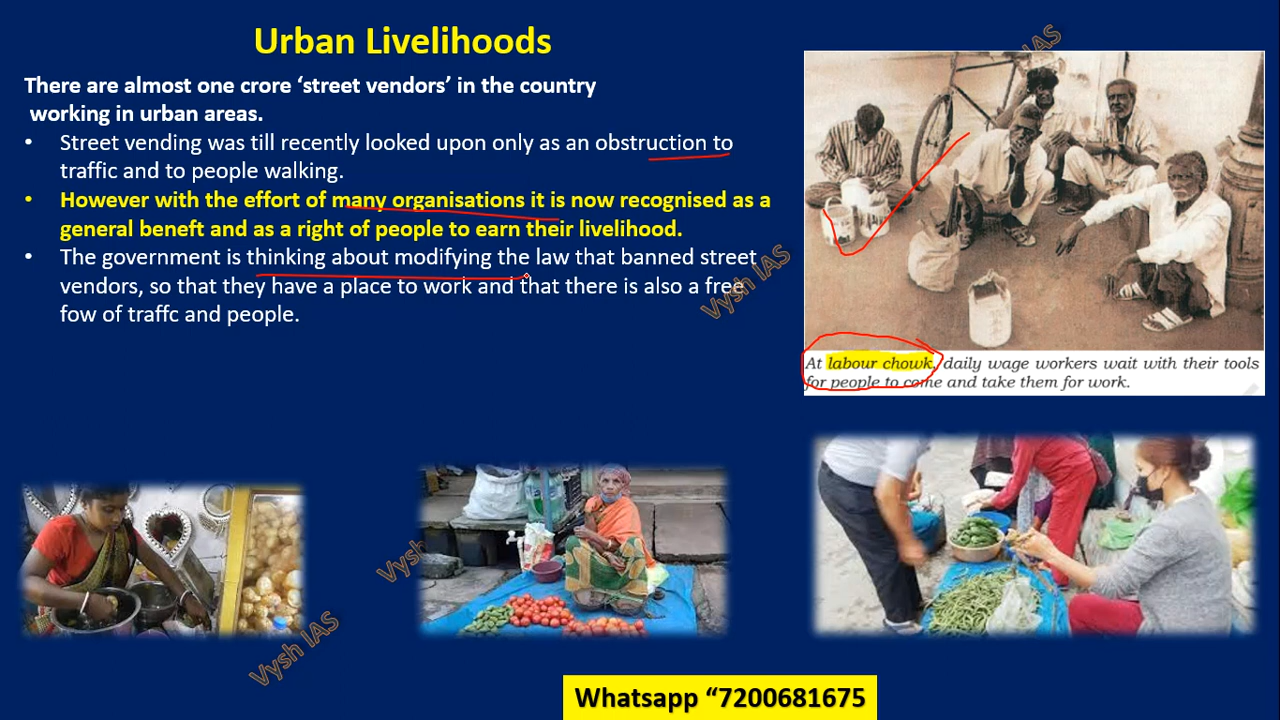 Urban Livelihoods
There are almost one crore ‘street vendors’ in the country
working in urban areas.
• Street vending was till recently looked upon only as an obstruction to
traffic and to people walking.
• However with the effort of many organisations it is now recognised as a
general beneft and as a right of people to earn their livelihood.
• The government is thinking about modifying the law that banned street
vendors, so that they have a place to work and that there is also a free
fow of traffc and people.
At labour chowk, daily wage workers wait with their tools
for people to come and take them for work.
IAS
Vysh IAS
Vysh
Vysh IAS
Whatsapp “7200681675